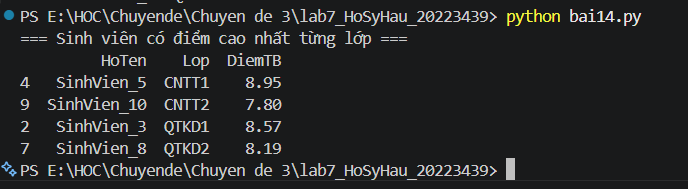 PS E:\HOC\Chuyende\Chuyen de 3\lab7_HoSyHau_20223439> python bai14.py
=== Sinh viên có điểm cao nhất từng lớp ===
HoTen Lop DiemTB
4 SinhVien_5 CNTT1 8.95
9 SinhVien_10 CNTT2 7.80
2 SinhVien_3 QTKD1 8.57
7 SinhVien_8 QTKD2 8.19
PS E:\HOC\Chuyende\Chuyen de 3\lab7_HoSyHau_20223439>